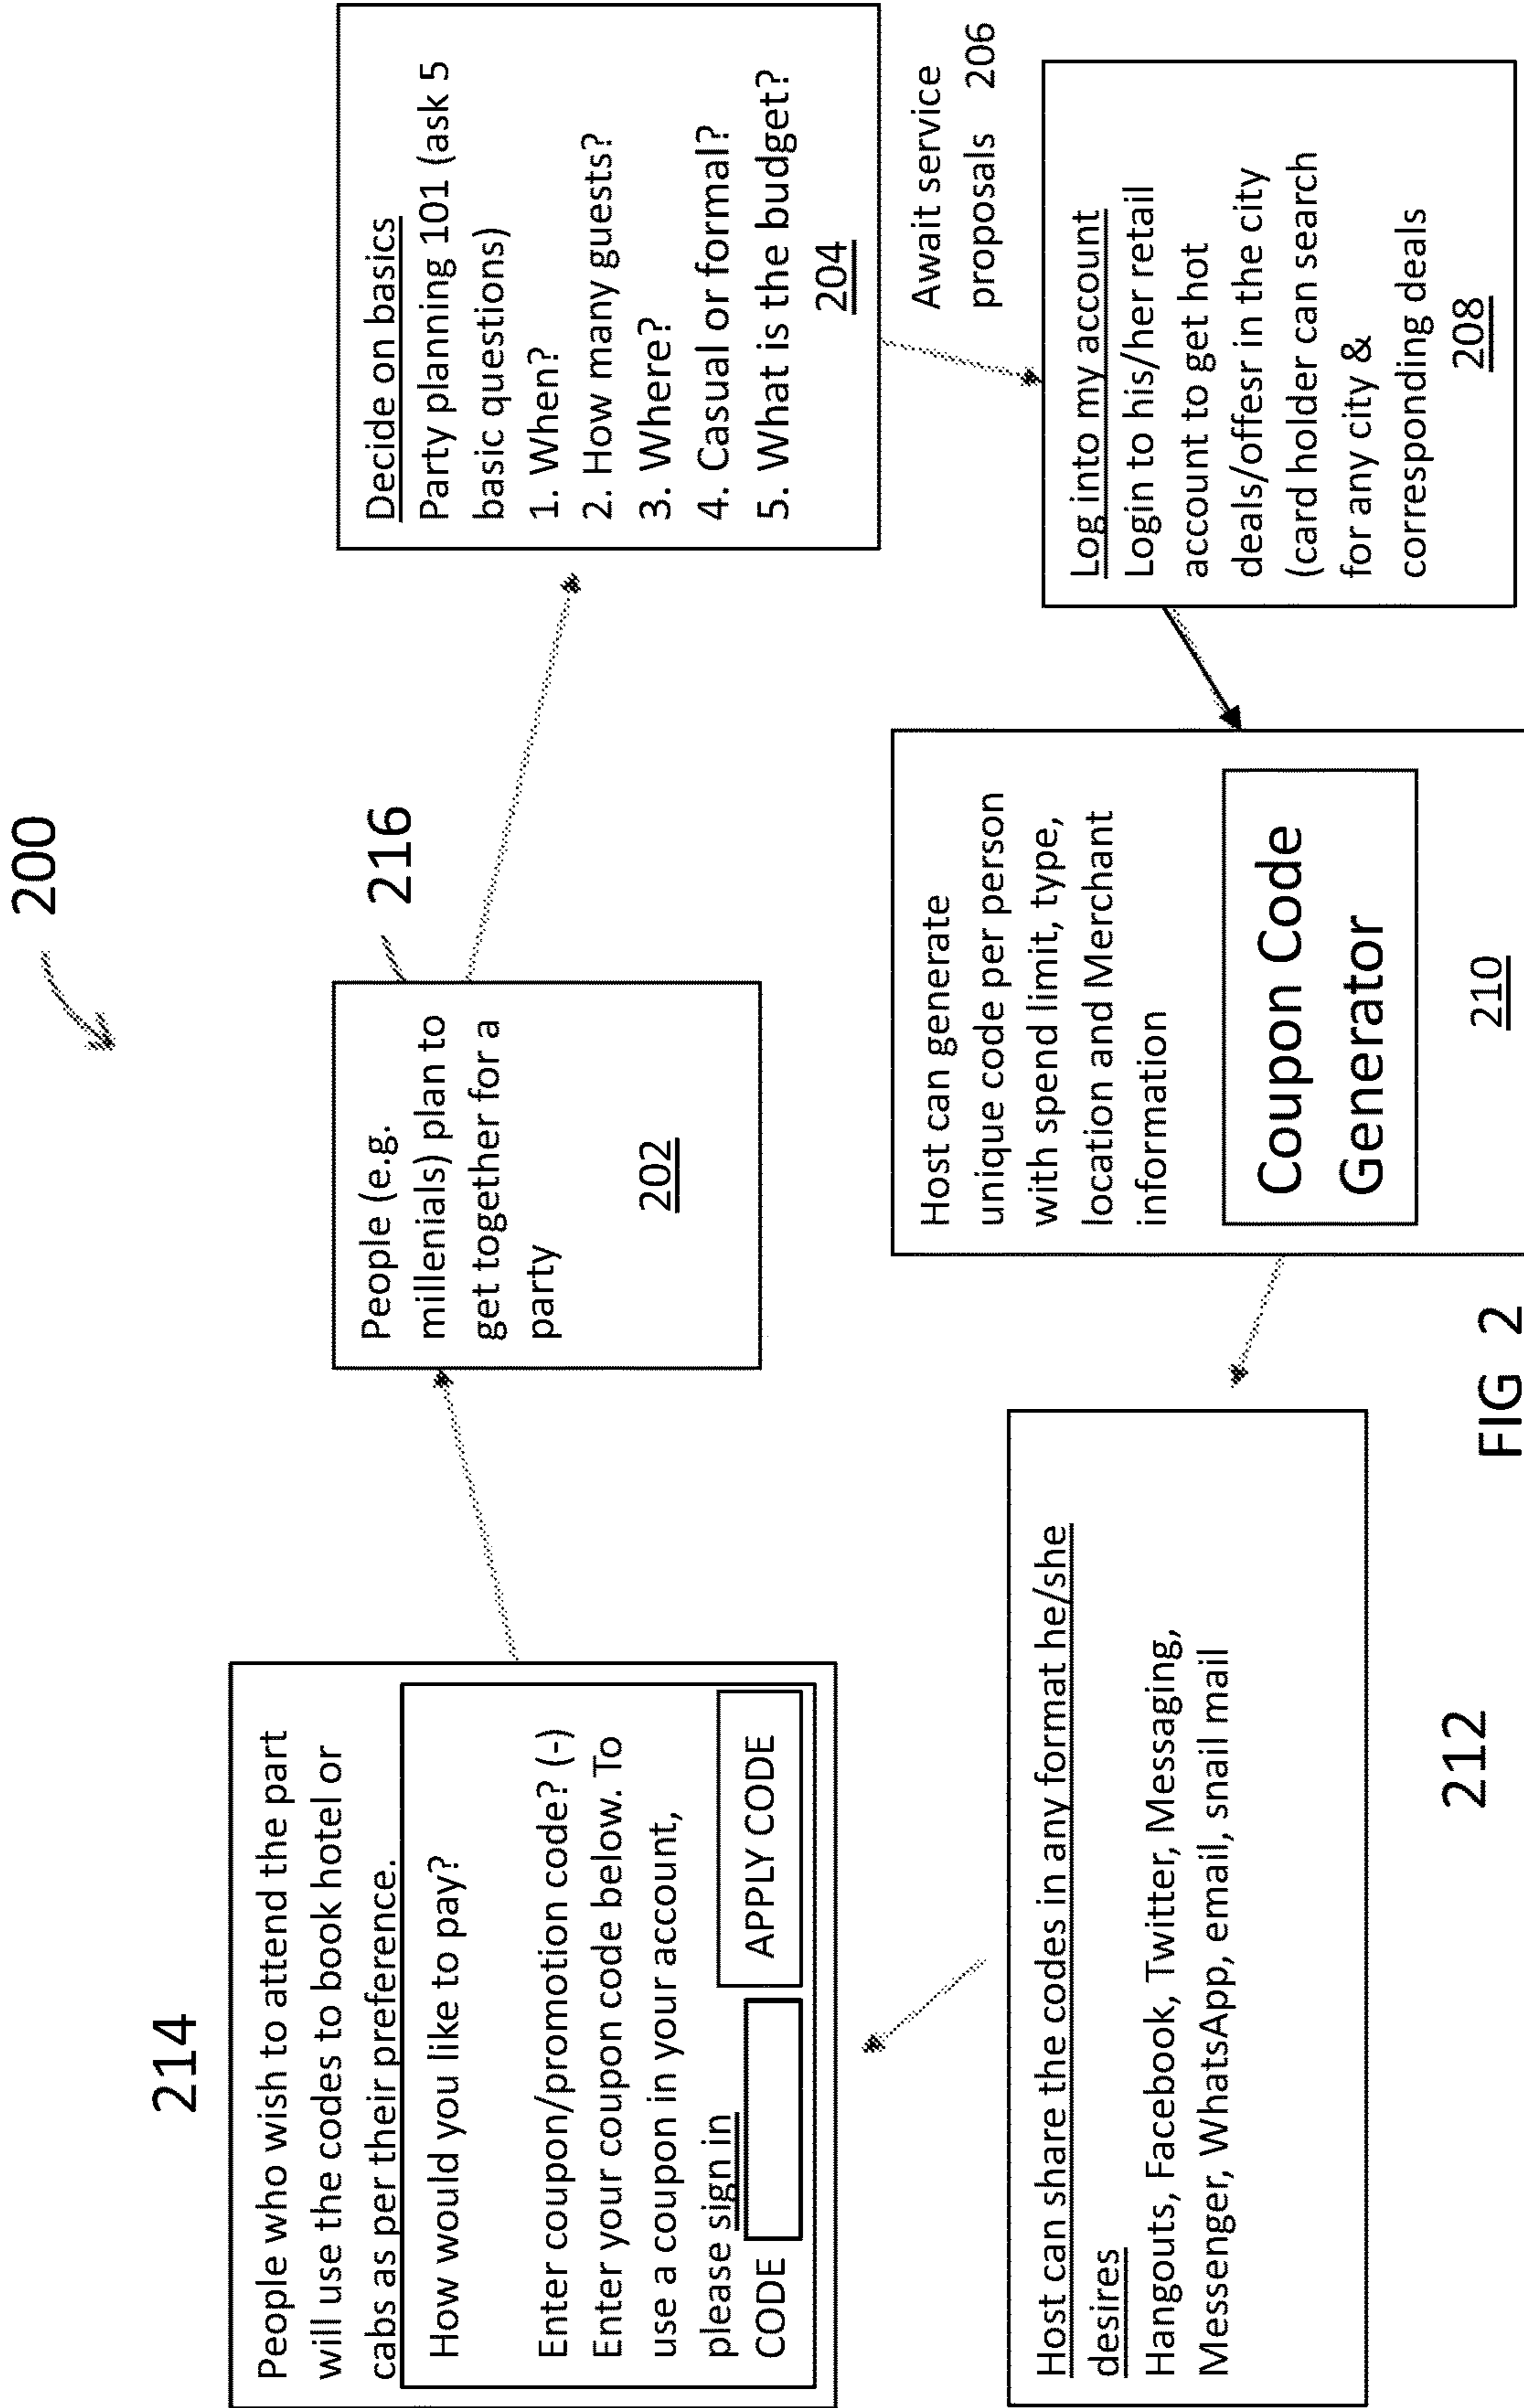 200
214
People who wish to attend the part
will use the codes to book hotel or
cabs as per their preference.
How would you like to pay?
Enter coupon/promotion code? (-)
Enter your coupon code below. To
use a coupon in your account,
please sign in
CODE
APPLY CODE
216
People (e.g.
millenials) plan to
get together for a
party
202
Decide on basics
Party planning 101 (ask 5
basic questions)
1. When?
2. How many guests?
3. Where?
4. Casual or formal?
5. What is the budget?
204
Await service
proposals 206
Log into my account
Login to his/her retail
account to get hot
deals/offesr in the city
(card holder can search
for any city &
corresponding deals
208
Host can generate
unique code per person
with spend limit, type,
location and Merchant
information
Coupon Code
Generator
210
Host can share the codes in any format he/she
desires
Hangouts, Facebook, Twitter, Messaging,
Messenger, WhatsApp, email, snail mail
212
FIG 2